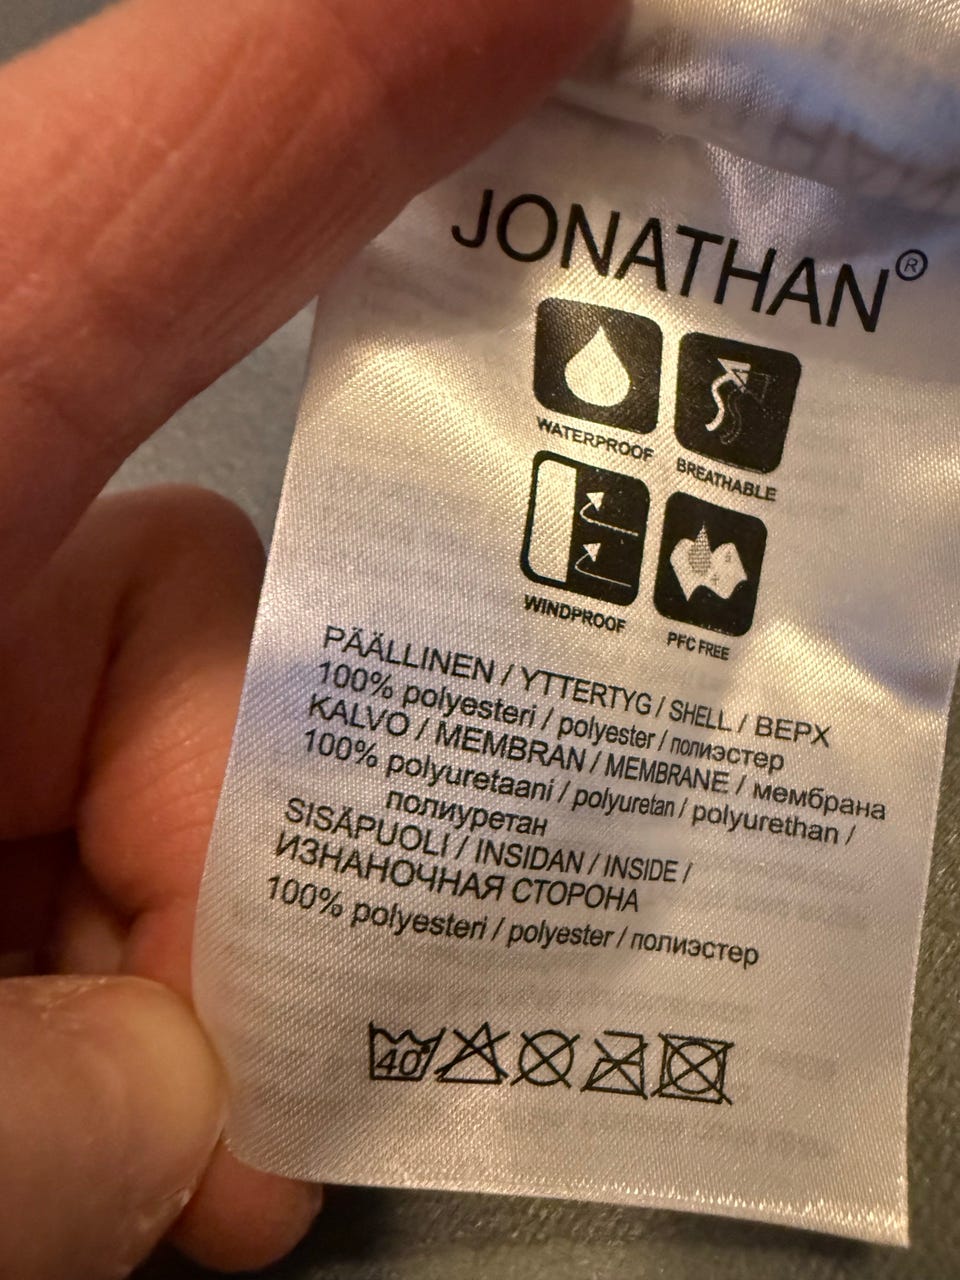 JONATHAN®
WATERPROOF
BREATHABLE
WINDPROOF
PFC FREE
PÄÄLLINEN / YTTERTYG / SHELL / ВЕРХ
100% polyesteri / polyester / полиэстер
KALVO / MEMBRAN / MEMBRANE / мембрана
100% polyuretaani / polyuretan / polyurethan /
полиуретан
SISÄPUOLI / INSIDAN / INSIDE /
ИЗНАНОЧНАЯ СТОРОНА
100% polyesteri / polyester / полиэстер
40°